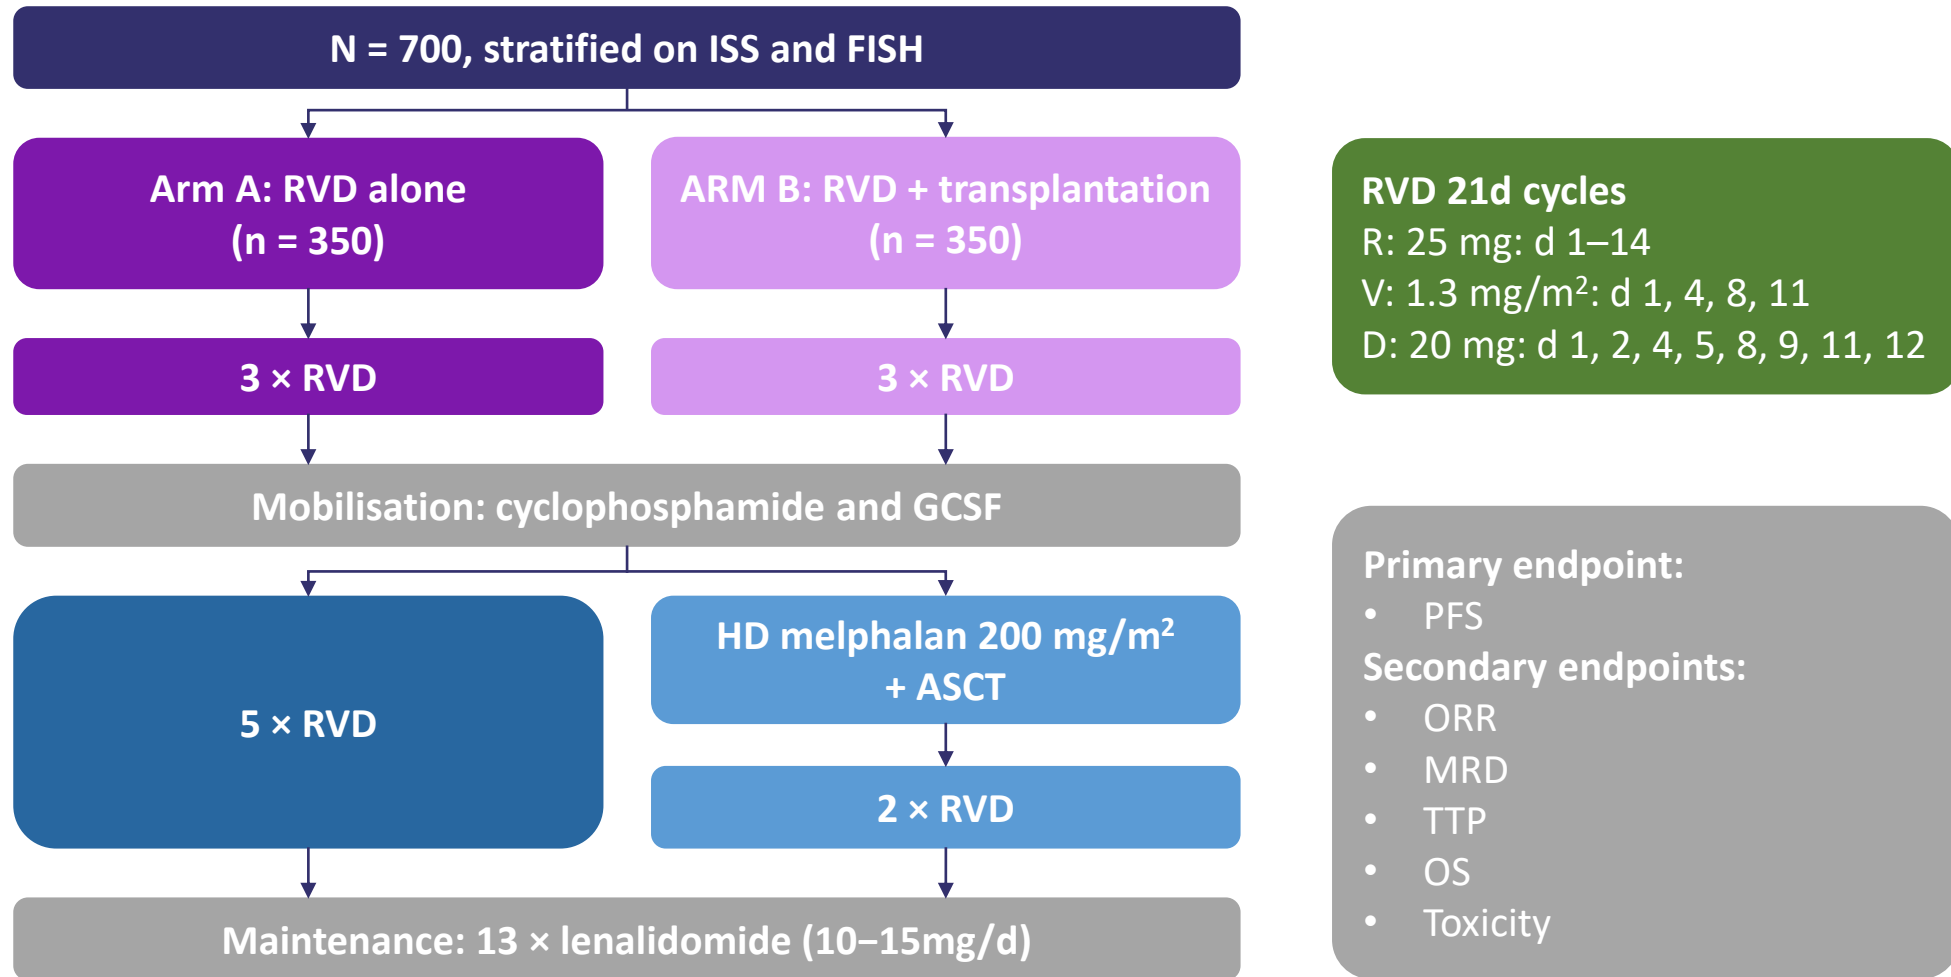 N = 700, stratified on ISS and FISH
Arm A: RVD alone
(n = 350)
ARM B: RVD + transplantation
(n = 350)
3 × RVD
3 × RVD
Mobilisation: cyclophosphamide and GCSF
5 × RVD
HD melphalan 200 mg/m²
+ ASCT
2 × RVD
Maintenance: 13 × lenalidomide (10–15mg/d)
RVD 21d cycles
R: 25 mg: d 1–14
V: 1.3 mg/m²: d 1, 4, 8, 11
D: 20 mg: d 1, 2, 4, 5, 8, 9, 11, 12
Primary endpoint:
• PFS
Secondary endpoints:
• ORR
• MRD
• TTP
• OS
• Toxicity